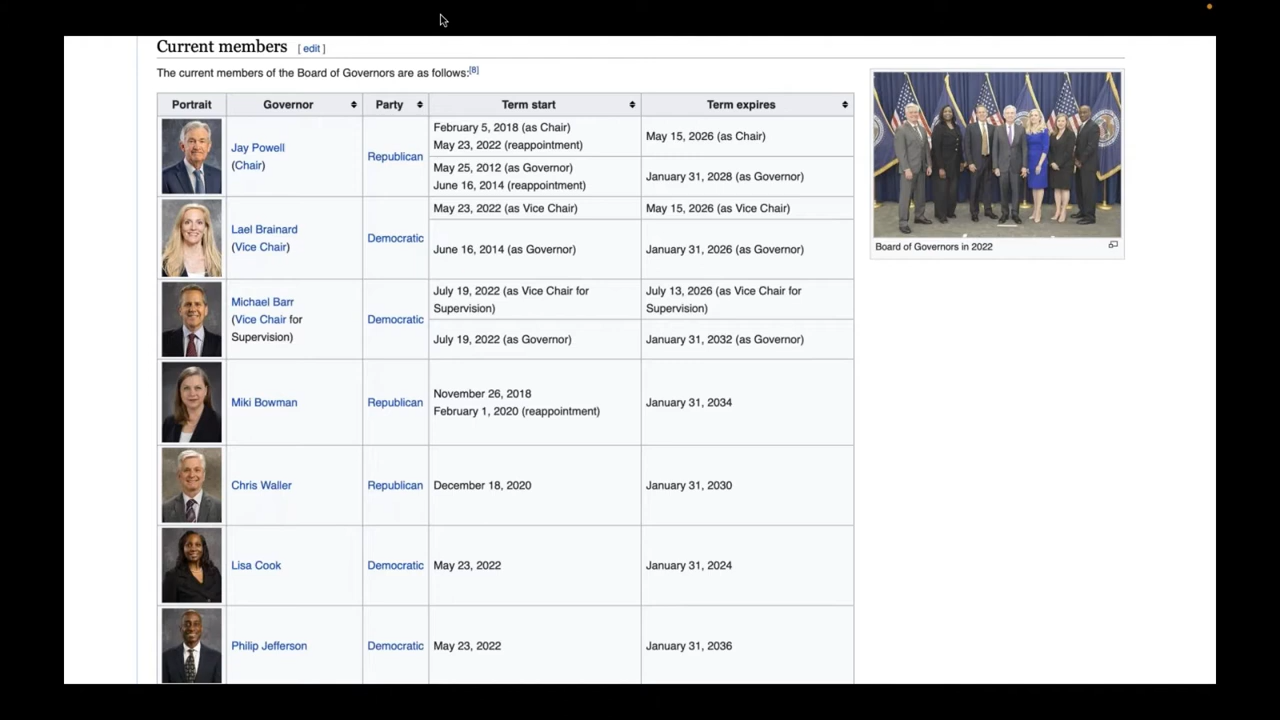 Current members [ edit ]
The current members of the Board of Governors are as follows:[8]
Portrait Governor Party Term start Term expires
Jay Powell
(Chair)
Republican
February 5, 2018 (as Chair)
May 23, 2022 (reappointment)
May 15, 2026 (as Chair)
May 25, 2012 (as Governor)
June 16, 2014 (reappointment)
January 31, 2028 (as Governor)
Lael Brainard
(Vice Chair)
Democratic
May 23, 2022 (as Vice Chair)
May 15, 2026 (as Vice Chair)
June 16, 2014 (as Governor)
January 31, 2026 (as Governor)
Michael Barr
(Vice Chair for
Supervision)
Democratic
July 19, 2022 (as Vice Chair for
Supervision)
July 13, 2026 (as Vice Chair for
Supervision)
July 19, 2022 (as Governor)
January 31, 2032 (as Governor)
Miki Bowman
Republican
November 26, 2018
February 1, 2020 (reappointment)
January 31, 2034
Chris Waller
Republican
December 18, 2020
January 31, 2030
Lisa Cook
Democratic
May 23, 2022
January 31, 2024
Philip Jefferson
Democratic
May 23, 2022
January 31, 2036
Board of Governors in 2022